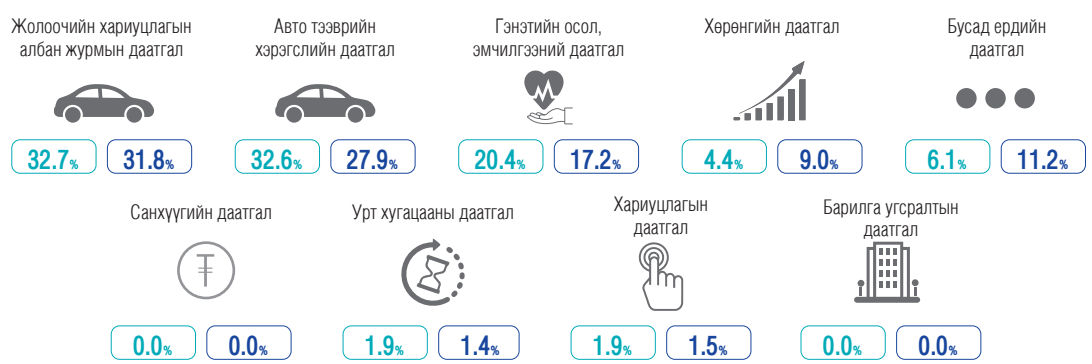 Жолоочийн хариуцлагын
албан журмын даатгал
Авто тээврийн
хэрэгслийн даатгал
Гэнэтийн осол,
эмчилгээний даатгал
Хөрөнгийн даатгал
Бусад ердийн
даатгал
32.7%
31.8%
32.6%
27.9%
20.4%
17.2%
4.4%
9.0%
6.1%
11.2%
Санхүүгийн даатгал
Урт хугацааны даатгал
Хариуцлагын
даатгал
Барилга угсралтын
даатгал
₮
0.0%
0.0%
1.9%
1.4%
1.9%
1.5%
0.0%
0.0%